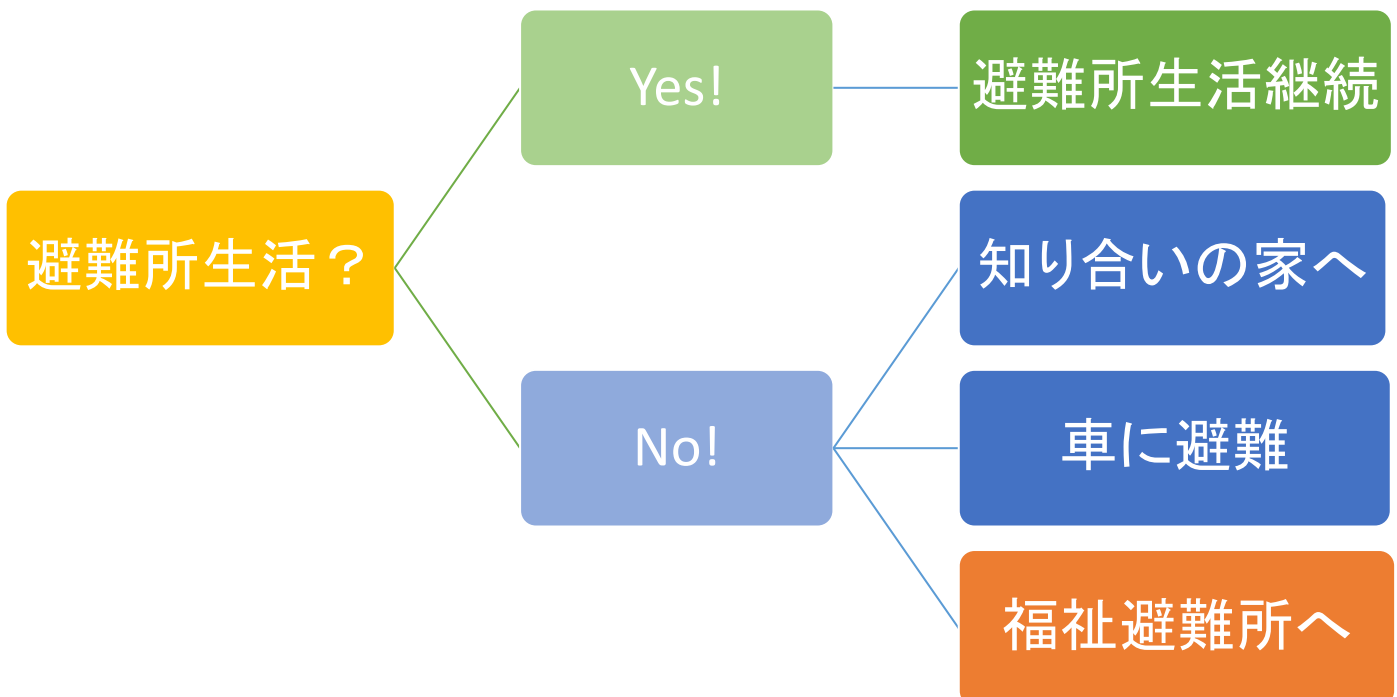 避難所生活？
Yes!
避難所生活継続
No!
知り合いの家へ
車に避難
福祉避難所へ